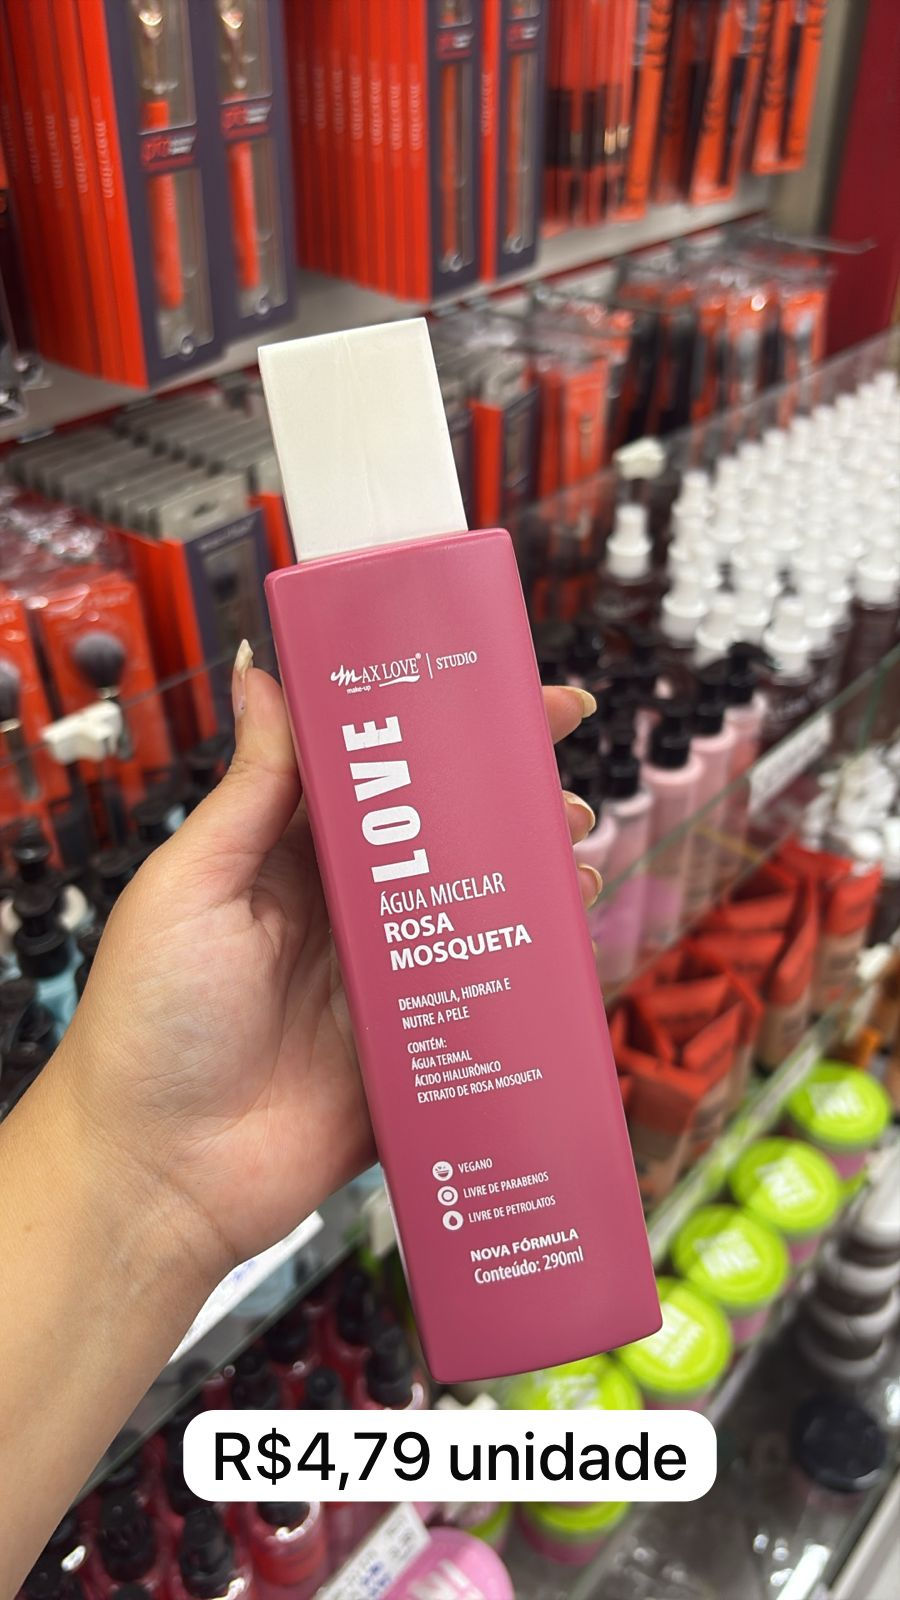 MAX LOVE® | STUDIO
make-up
LOVE
ÁGUA MICELAR
ROSA
MOSQUETA
DEMAQUILA, HIDRATA E
NUTRE A PELE
CONTÉM:
ÁGUA TERMAL
ÁCIDO HIALURÔNICO
EXTRATO DE ROSA MOSQUETA
VEGANO
LIVRE DE PARABENOS
LIVRE DE PETROLATOS
NOVA FÓRMULA
Conteúdo: 290ml
R$4,79 unidade